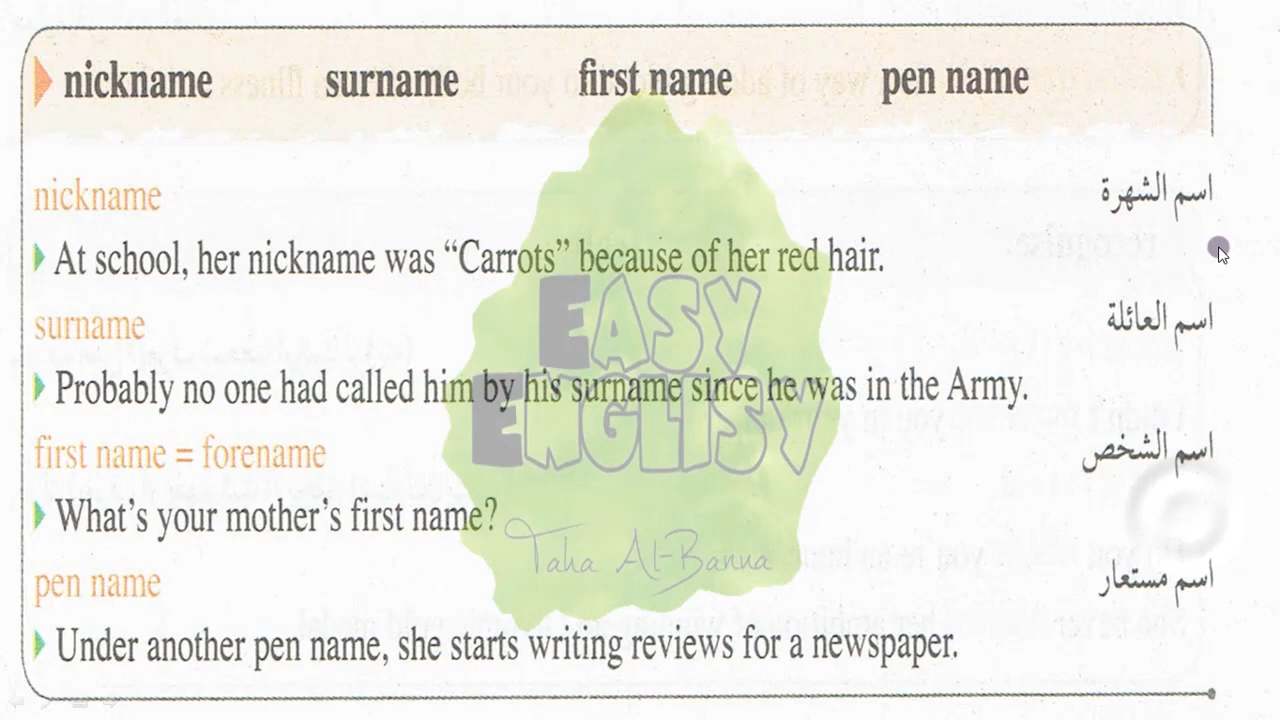 nickname surname first name pen name
nickname اسم الشهرة
At school, her nickname was “Carrots” because of her red hair.
surname اسم العائلة
Probably no one had called him by his surname since he was in the Army.
first name = forename اسم الشخص
What’s your mother’s first name?
pen name اسم مستعار
Under another pen name, she starts writing reviews for a newspaper.
EASY
ENGLISY
Taha Al-Banna